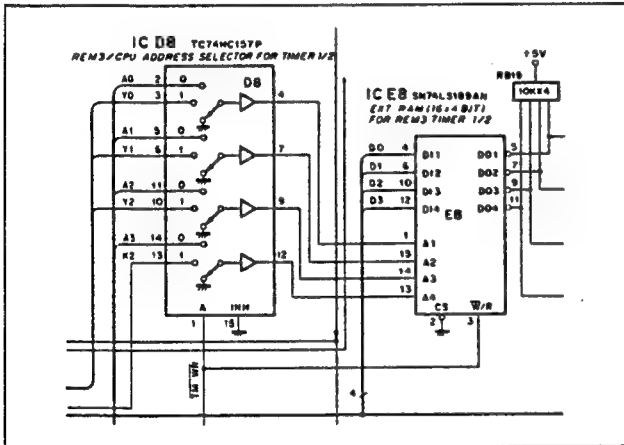 IC D8 TC74HC157P
REM3/CPU ADDRESS SELECTOR FOR TIMER 1/2
D8
A0 2 0
Y0 3 1
4
A1 5 0
Y1 6 1
7
A2 11 0
Y2 10 1
9
A3 14 0
K2 13 1
12
A INH
1 15
TM WR
+5V
RB19
10K×4
IC E8 SN74LS189AN
EXT RAM (16×4 BIT)
FOR REM3 TIMER 1/2
D0 4 DI1 DO1 5
D1 6 DI2 DO2 7
D2 10 DI3 DO3 9
D3 12 DI4 DO4 11
E8
1 A1
15 A2
14 A3
13 A4
CS W/R
2 3
4